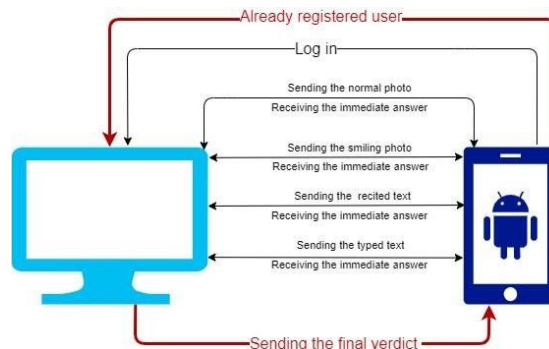 Already registered user
Log in
Sending the normal photo
Receiving the immediate answer
Sending the smiling photo
Receiving the immediate answer
Sending the recited text
Receiving the immediate answer
Sending the typed text
Receiving the immediate answer
Sending the final verdict